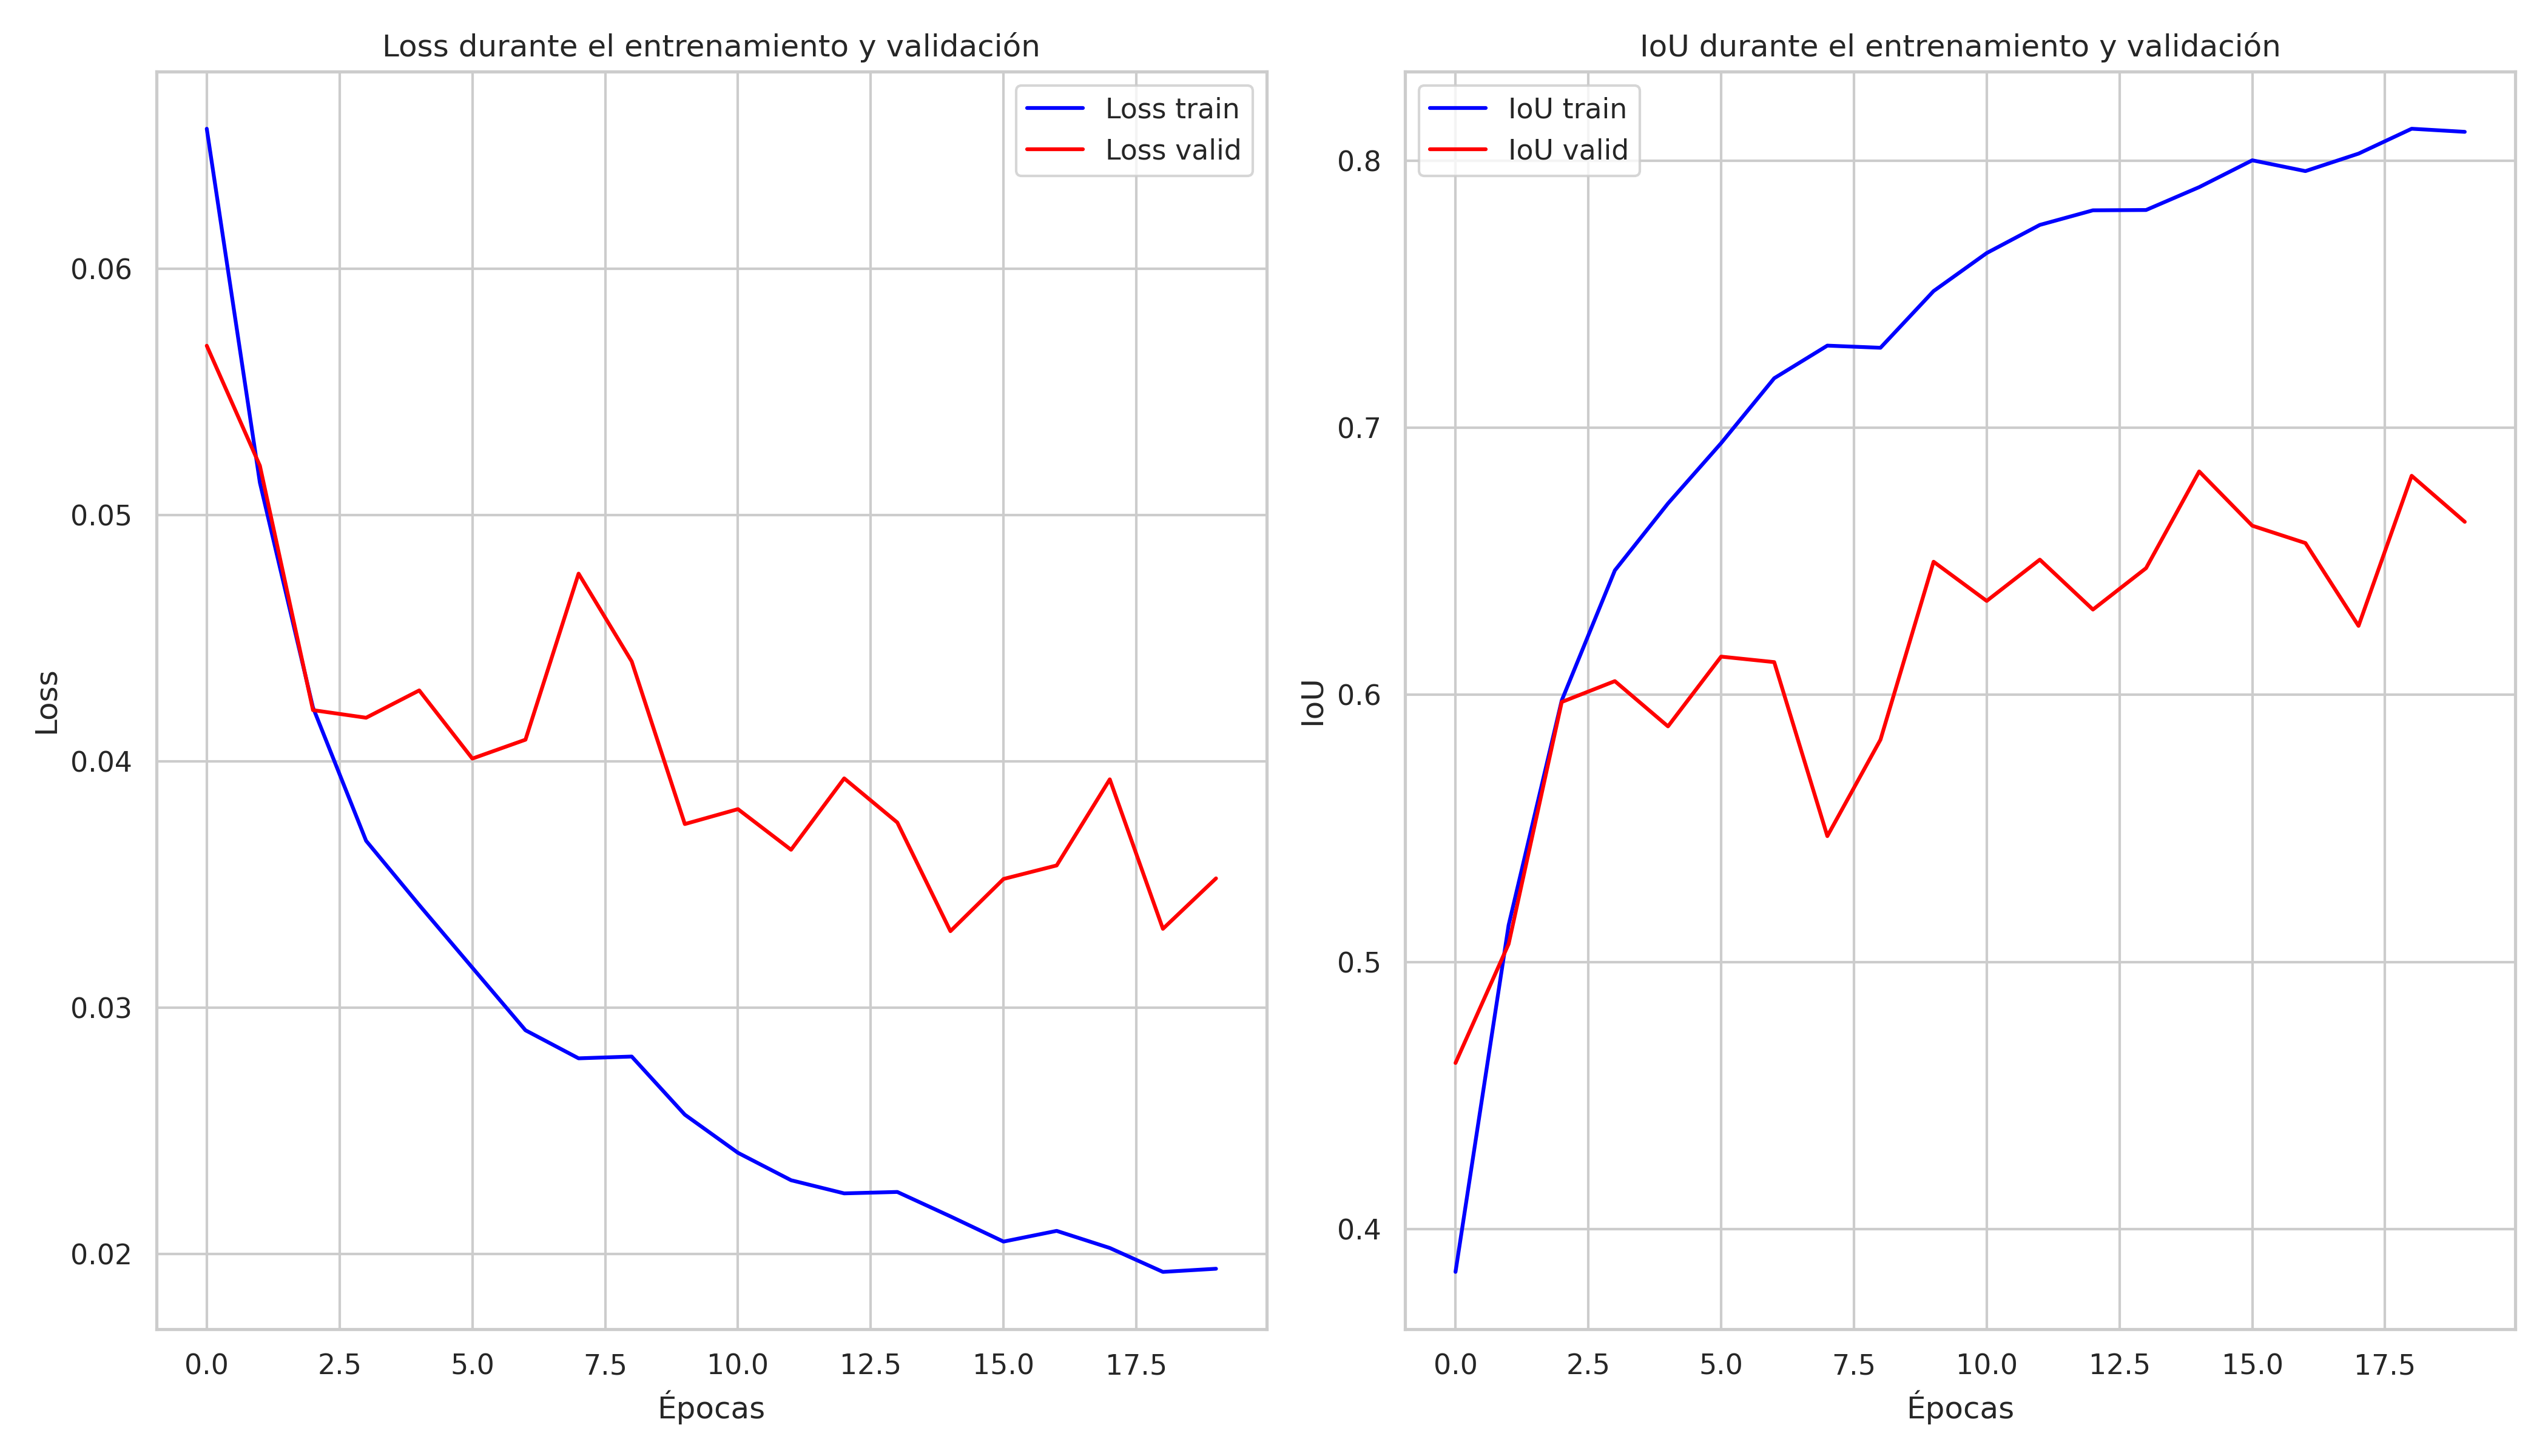 Loss durante el entrenamiento y validación
Loss train
Loss valid
0.06
0.05
0.04
0.03
0.02
Loss
0.0 2.5 5.0 7.5 10.0 12.5 15.0 17.5
Épocas
IoU durante el entrenamiento y validación
IoU train
IoU valid
0.8
0.7
0.6
0.5
0.4
IoU
0.0 2.5 5.0 7.5 10.0 12.5 15.0 17.5
Épocas